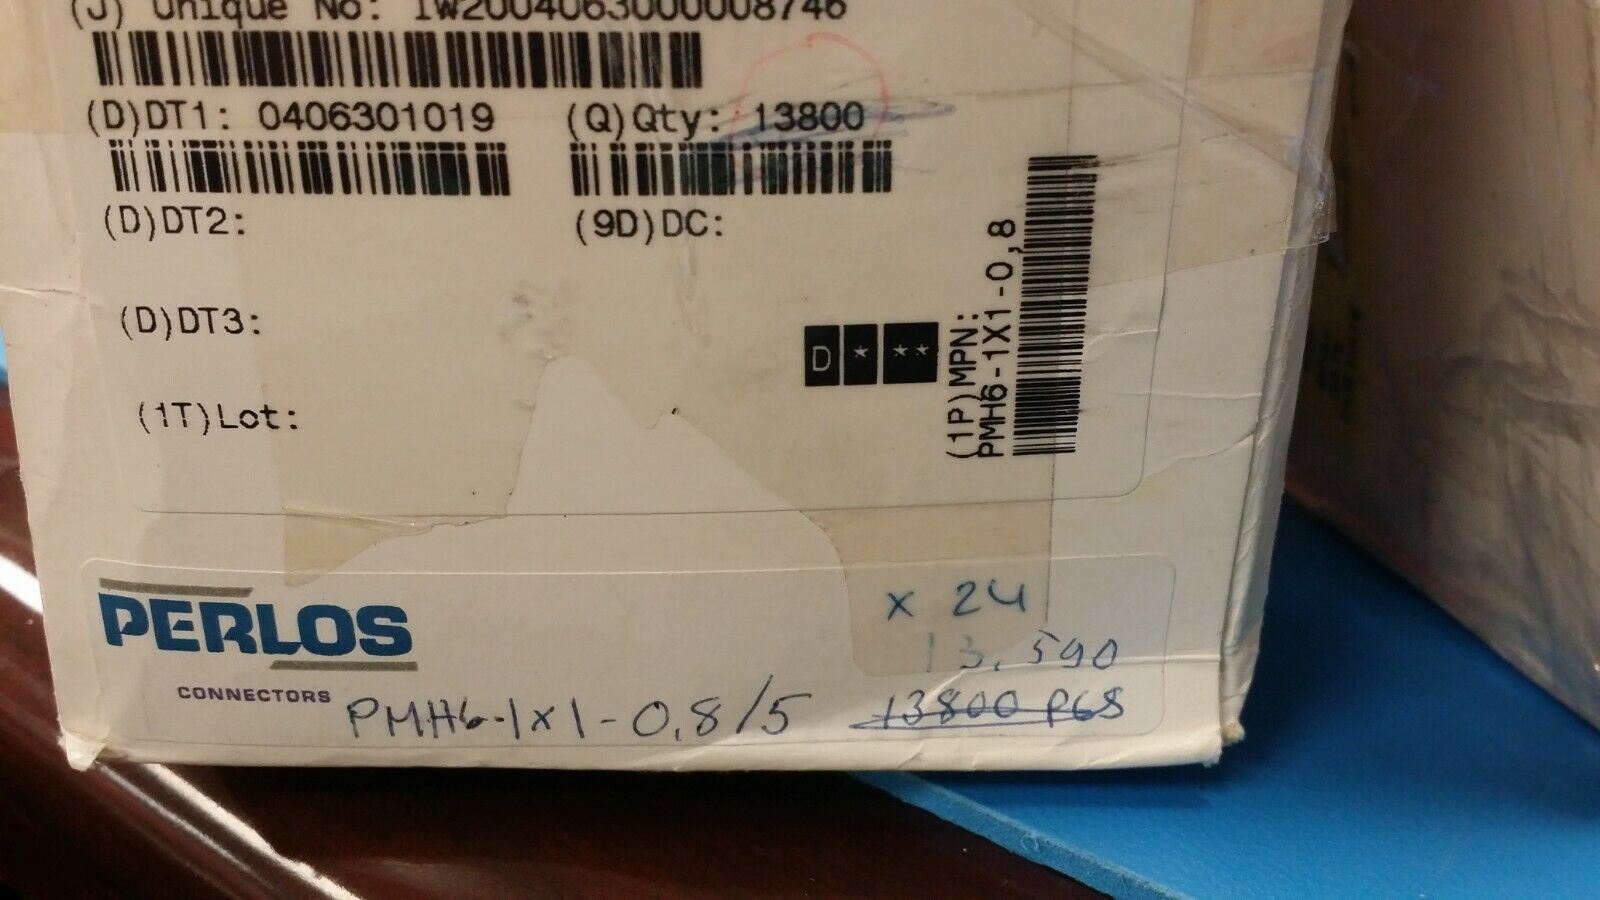 (J) Unique No: 1W2004063000008746
(D)DT1: 0406301019 (Q)Qty: 13800
(D)DT2: (9D)DC:
(D)DT3:
(1T)Lot:
D * **
(1P)MPN:
PMH6-1X1-0,8
PERLOS
CONNECTORS
x 24
13,590
PMH6-1x1-0,8/5 13800 PGS